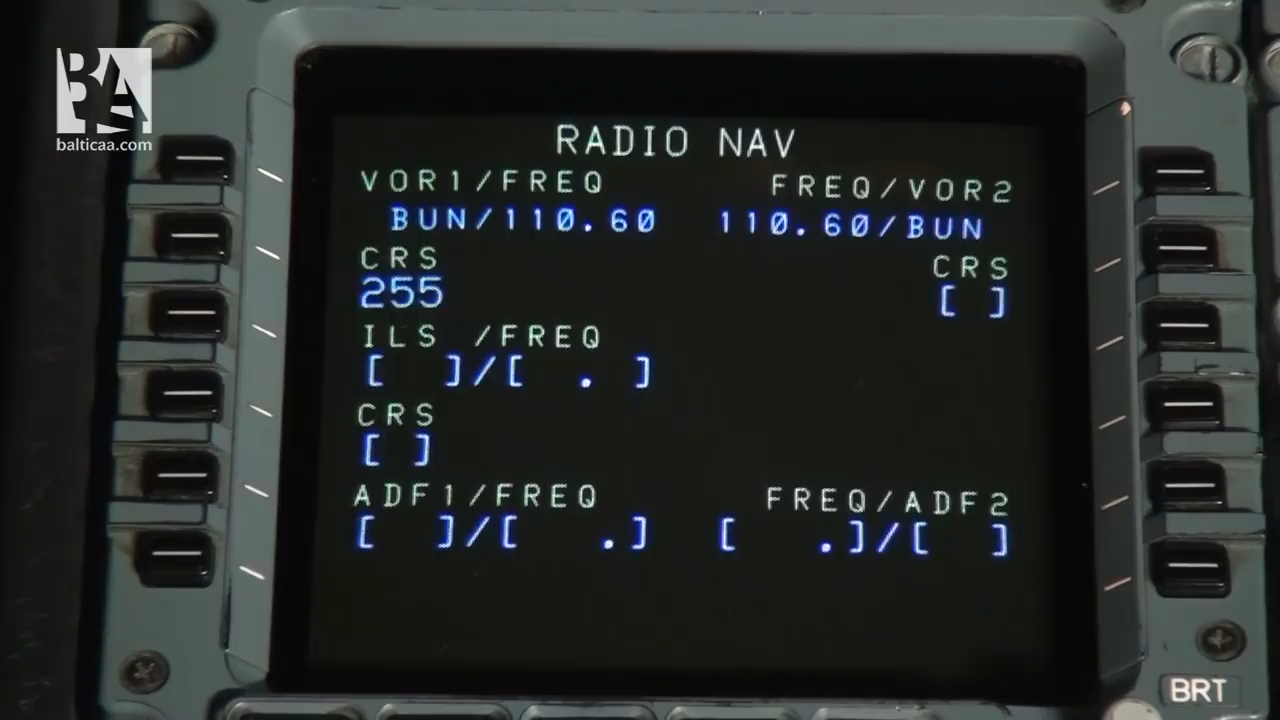 BA
balticaa.com
RADIO NAV
VOR1/FREQ FREQ/VOR2
BUN/110.60 110.60/BUN
CRS CRS
255 [ ]
ILS /FREQ
[ ]/[ . ]
CRS
[ ]
ADF1/FREQ FREQ/ADF2
[ ]/[ .] [ .]/[ ]
BRT